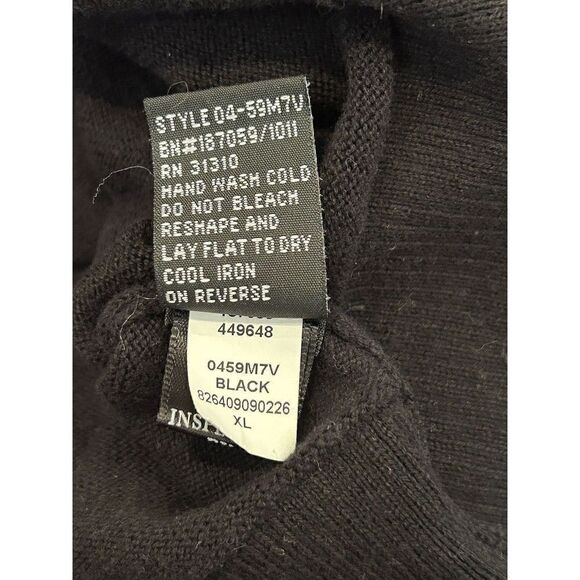 STYLE 04-59M7V
BN#187059/1011
RN 31310
HAND WASH COLD
DO NOT BLEACH
RESHAPE AND
LAY FLAT TO DRY
COOL IRON
ON REVERSE
449648
0459M7V
BLACK
826409090226
XL